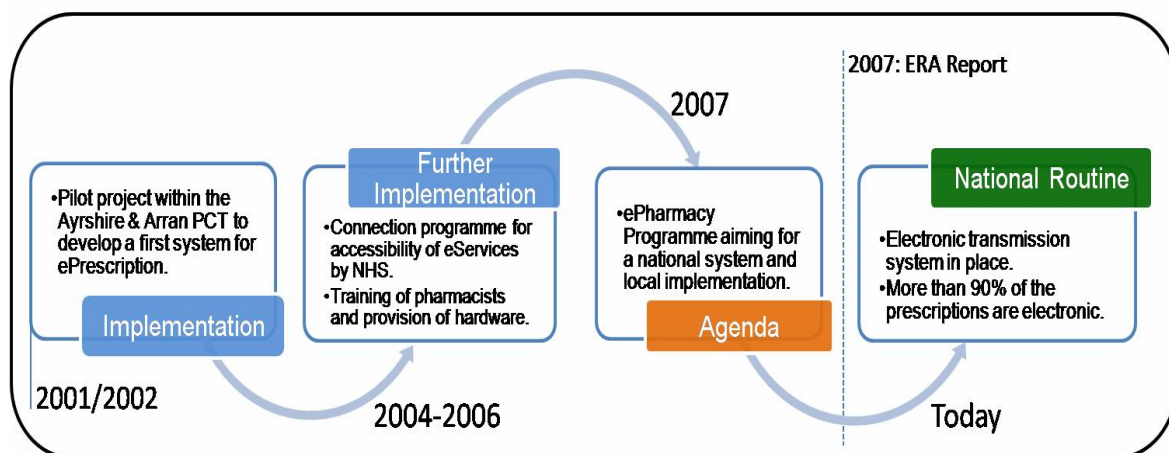 •Pilot project within the
Ayrshire & Arran PCT to
develop a first system for
ePrescription.
Implementation
2001/2002
Further
Implementation
•Connection programme for
accessibility of eServices
by NHS.
•Training of pharmacists
and provision of hardware.
2004-2006
2007
•ePharmacy
Programme aiming for
a national system and
local implementation.
Agenda
2007: ERA Report
National Routine
•Electronic transmission
system in place.
•More than 90% of the
prescriptions are electronic.
Today